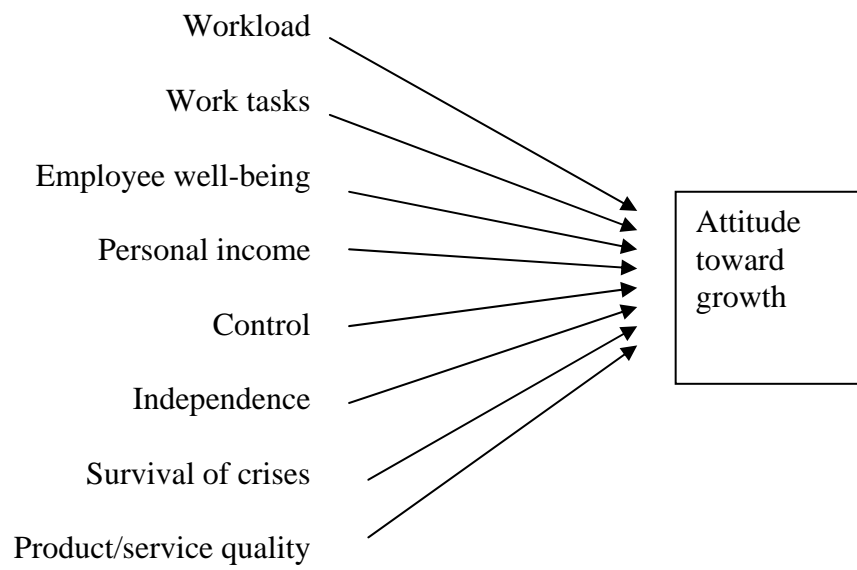 Workload
Work tasks
Employee well-being
Personal income
Control
Independence
Survival of crises
Product/service quality
Attitude
toward
growth